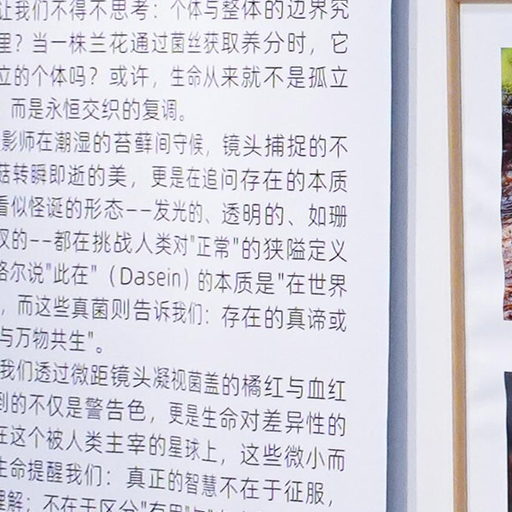 让我们不得不思考：个体与整体的边界究
里？当一株兰花通过菌丝获取养分时，它
立的个体吗？或许，生命从来就不是孤立
，而是永恒交织的复调。
影师在潮湿的苔藓间守候，镜头捕捉的不
菇转瞬即逝的美，更是在追问存在的本质
看似怪诞的形态--发光的、透明的、如珊
的--都在挑战人类对"正常"的狭隘定义
格尔说"此在"（Dasein）的本质是"在世界
，而这些真菌则告诉我们：存在的真谛或
与万物共生"。
我们透过微距镜头凝视菌盖的橘红与血红
到的不仅是警告色，更是生命对差异性的
在这个被人类主宰的星球上，这些微小而
生命提醒我们：真正的智慧不在于征服，
理解；不在于区分"有用"与"